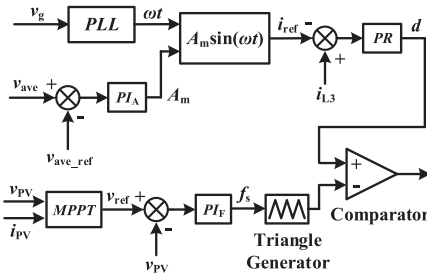 v_g
PLL
ωt
A_m sin(ωt)
i_ref
-
+
i_L3
PR
d
v_ave
+
-
v_ave_ref
PI_A
A_m
v_PV
i_PV
MPPT
v_ref
+
-
v_PV
PI_F
f_s
Triangle
Generator
+
-
Comparator